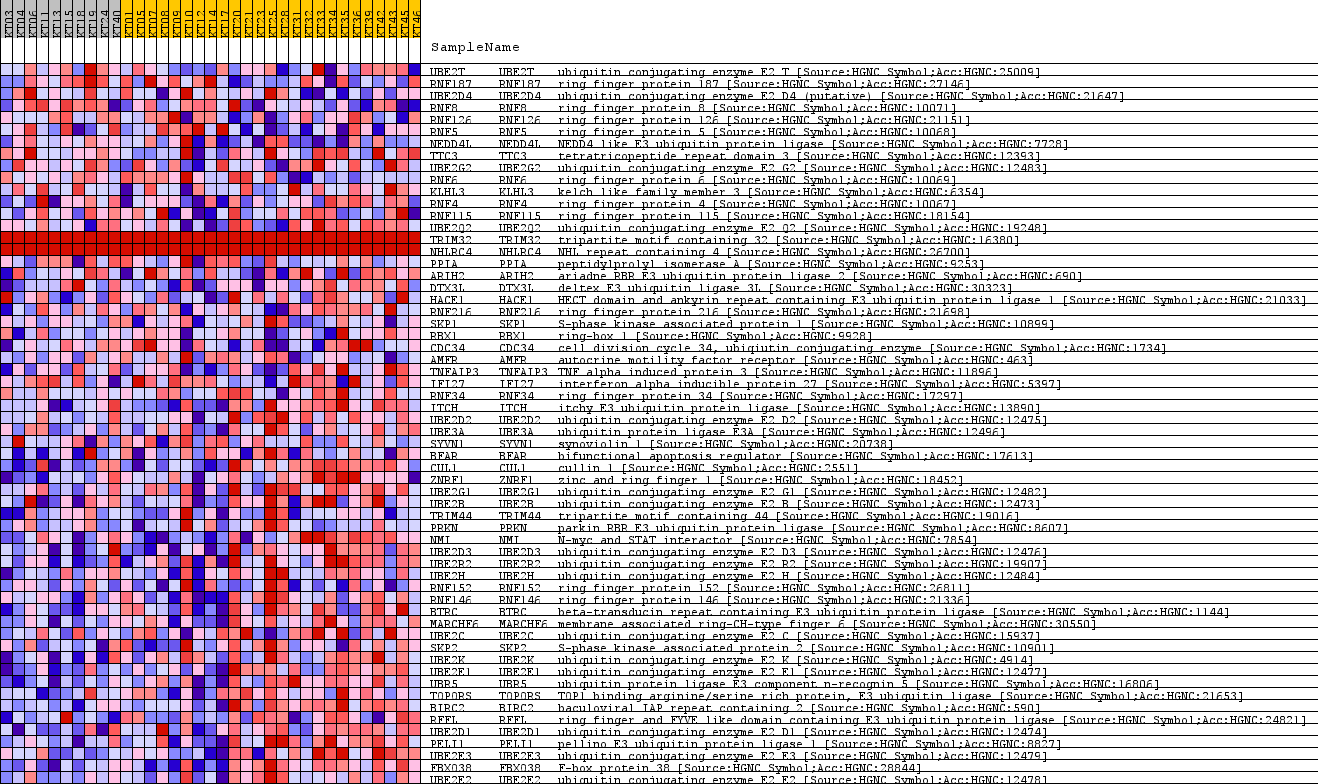 KT03 KT04 KT06 KT11 KT13 KT15 KT18 KT19 KT24 KT40 KT01 KT05 KT07 KT08 KT09 KT10 KT12 KT14 KT17 KT20 KT21 KT23 KT25 KT28 KT31 KT32 KT33 KT34 KT35 KT36 KT39 KT42 KT43 KT45 KT46
SampleName
UBE2T UBE2T ubiquitin conjugating enzyme E2 T [Source:HGNC Symbol;Acc:HGNC:25009]
RNF187 RNF187 ring finger protein 187 [Source:HGNC Symbol;Acc:HGNC:27146]
UBE2D4 UBE2D4 ubiquitin conjugating enzyme E2 D4 (putative) [Source:HGNC Symbol;Acc:HGNC:21647]
RNF8 RNF8 ring finger protein 8 [Source:HGNC Symbol;Acc:HGNC:10071]
RNF126 RNF126 ring finger protein 126 [Source:HGNC Symbol;Acc:HGNC:21151]
RNF5 RNF5 ring finger protein 5 [Source:HGNC Symbol;Acc:HGNC:10068]
NEDD4L NEDD4L NEDD4 like E3 ubiquitin protein ligase [Source:HGNC Symbol;Acc:HGNC:7728]
TTC3 TTC3 tetratricopeptide repeat domain 3 [Source:HGNC Symbol;Acc:HGNC:12393]
UBE2G2 UBE2G2 ubiquitin conjugating enzyme E2 G2 [Source:HGNC Symbol;Acc:HGNC:12483]
RNF6 RNF6 ring finger protein 6 [Source:HGNC Symbol;Acc:HGNC:10069]
KLHL3 KLHL3 kelch like family member 3 [Source:HGNC Symbol;Acc:HGNC:6354]
RNF4 RNF4 ring finger protein 4 [Source:HGNC Symbol;Acc:HGNC:10067]
RNF115 RNF115 ring finger protein 115 [Source:HGNC Symbol;Acc:HGNC:18154]
UBE2Q2 UBE2Q2 ubiquitin conjugating enzyme E2 Q2 [Source:HGNC Symbol;Acc:HGNC:19248]
TRIM32 TRIM32 tripartite motif containing 32 [Source:HGNC Symbol;Acc:HGNC:16380]
NHLRC4 NHLRC4 NHL repeat containing 4 [Source:HGNC Symbol;Acc:HGNC:26700]
PPIA PPIA peptidylprolyl isomerase A [Source:HGNC Symbol;Acc:HGNC:9253]
ARIH2 ARIH2 ariadne RBR E3 ubiquitin protein ligase 2 [Source:HGNC Symbol;Acc:HGNC:690]
DTX3L DTX3L deltex E3 ubiquitin ligase 3L [Source:HGNC Symbol;Acc:HGNC:30323]
HACE1 HACE1 HECT domain and ankyrin repeat containing E3 ubiquitin protein ligase 1 [Source:HGNC Symbol;Acc:HGNC:21033]
RNF216 RNF216 ring finger protein 216 [Source:HGNC Symbol;Acc:HGNC:21698]
SKP1 SKP1 S-phase kinase associated protein 1 [Source:HGNC Symbol;Acc:HGNC:10899]
RBX1 RBX1 ring-box 1 [Source:HGNC Symbol;Acc:HGNC:9928]
CDC34 CDC34 cell division cycle 34, ubiqiutin conjugating enzyme [Source:HGNC Symbol;Acc:HGNC:1734]
AMFR AMFR autocrine motility factor receptor [Source:HGNC Symbol;Acc:HGNC:463]
TNFAIP3 TNFAIP3 TNF alpha induced protein 3 [Source:HGNC Symbol;Acc:HGNC:11896]
IFI27 IFI27 interferon alpha inducible protein 27 [Source:HGNC Symbol;Acc:HGNC:5397]
RNF34 RNF34 ring finger protein 34 [Source:HGNC Symbol;Acc:HGNC:17297]
ITCH ITCH itchy E3 ubiquitin protein ligase [Source:HGNC Symbol;Acc:HGNC:13890]
UBE2D2 UBE2D2 ubiquitin conjugating enzyme E2 D2 [Source:HGNC Symbol;Acc:HGNC:12475]
UBE3A UBE3A ubiquitin protein ligase E3A [Source:HGNC Symbol;Acc:HGNC:12496]
SYVN1 SYVN1 synoviolin 1 [Source:HGNC Symbol;Acc:HGNC:20738]
BFAR BFAR bifunctional apoptosis regulator [Source:HGNC Symbol;Acc:HGNC:17613]
CUL1 CUL1 cullin 1 [Source:HGNC Symbol;Acc:HGNC:2551]
ZNRF1 ZNRF1 zinc and ring finger 1 [Source:HGNC Symbol;Acc:HGNC:18452]
UBE2G1 UBE2G1 ubiquitin conjugating enzyme E2 G1 [Source:HGNC Symbol;Acc:HGNC:12482]
UBE2B UBE2B ubiquitin conjugating enzyme E2 B [Source:HGNC Symbol;Acc:HGNC:12473]
TRIM44 TRIM44 tripartite motif containing 44 [Source:HGNC Symbol;Acc:HGNC:19016]
PRKN PRKN parkin RBR E3 ubiquitin protein ligase [Source:HGNC Symbol;Acc:HGNC:8607]
NMI NMI N-myc and STAT interactor [Source:HGNC Symbol;Acc:HGNC:7854]
UBE2D3 UBE2D3 ubiquitin conjugating enzyme E2 D3 [Source:HGNC Symbol;Acc:HGNC:12476]
UBE2R2 UBE2R2 ubiquitin conjugating enzyme E2 R2 [Source:HGNC Symbol;Acc:HGNC:19907]
UBE2H UBE2H ubiquitin conjugating enzyme E2 H [Source:HGNC Symbol;Acc:HGNC:12484]
RNF152 RNF152 ring finger protein 152 [Source:HGNC Symbol;Acc:HGNC:26811]
RNF146 RNF146 ring finger protein 146 [Source:HGNC Symbol;Acc:HGNC:21336]
BTRC BTRC beta-transducin repeat containing E3 ubiquitin protein ligase [Source:HGNC Symbol;Acc:HGNC:1144]
MARCHF6 MARCHF6 membrane associated ring-CH-type finger 6 [Source:HGNC Symbol;Acc:HGNC:30550]
UBE2C UBE2C ubiquitin conjugating enzyme E2 C [Source:HGNC Symbol;Acc:HGNC:15937]
SKP2 SKP2 S-phase kinase associated protein 2 [Source:HGNC Symbol;Acc:HGNC:10901]
UBE2K UBE2K ubiquitin conjugating enzyme E2 K [Source:HGNC Symbol;Acc:HGNC:4914]
UBE2E1 UBE2E1 ubiquitin conjugating enzyme E2 E1 [Source:HGNC Symbol;Acc:HGNC:12477]
UBR5 UBR5 ubiquitin protein ligase E3 component n-recognin 5 [Source:HGNC Symbol;Acc:HGNC:16806]
TOPORS TOPORS TOP1 binding arginine/serine rich protein, E3 ubiquitin ligase [Source:HGNC Symbol;Acc:HGNC:21653]
BIRC2 BIRC2 baculoviral IAP repeat containing 2 [Source:HGNC Symbol;Acc:HGNC:590]
RFFL RFFL ring finger and FYVE like domain containing E3 ubiquitin protein ligase [Source:HGNC Symbol;Acc:HGNC:24821]
UBE2D1 UBE2D1 ubiquitin conjugating enzyme E2 D1 [Source:HGNC Symbol;Acc:HGNC:12474]
PELI1 PELI1 pellino E3 ubiquitin protein ligase 1 [Source:HGNC Symbol;Acc:HGNC:8827]
UBE2E3 UBE2E3 ubiquitin conjugating enzyme E2 E3 [Source:HGNC Symbol;Acc:HGNC:12479]
FBXO38 FBXO38 F-box protein 38 [Source:HGNC Symbol;Acc:HGNC:28844]
UBE2E2 UBE2E2 ubiquitin conjugating enzyme E2 E2 [Source:HGNC Symbol;Acc:HGNC:12478]